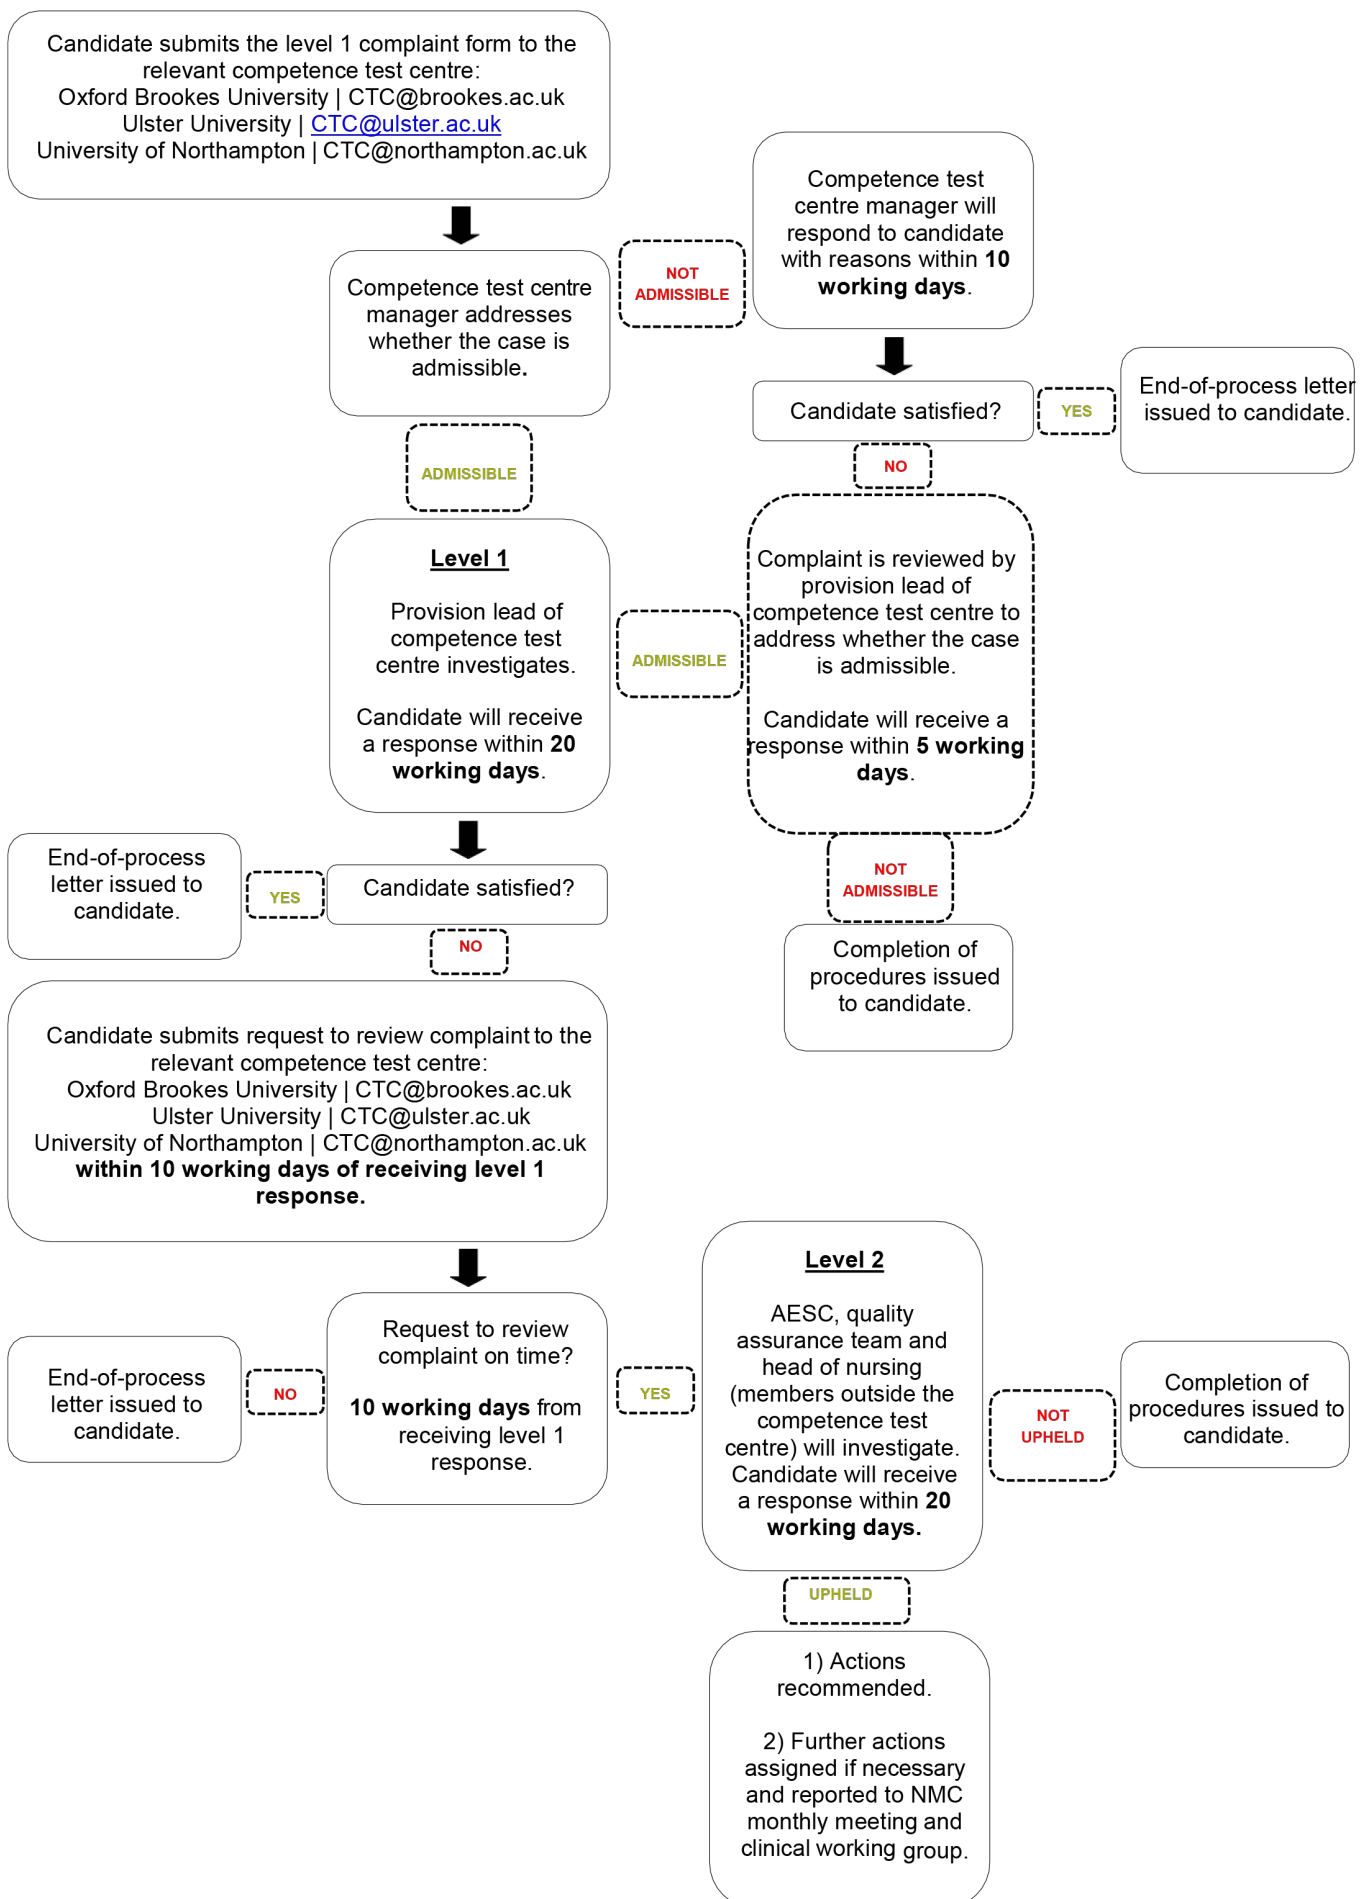 Candidate submits the level 1 complaint form to the
relevant competence test centre:
Oxford Brookes University | CTC@brookes.ac.uk
Ulster University | CTC@ulster.ac.uk
University of Northampton | CTC@northampton.ac.uk
Competence test centre
manager addresses
whether the case is
admissible.
NOT
ADMISSIBLE
Competence test
centre manager will
respond to candidate
with reasons within 10
working days.
Candidate satisfied?
YES
End-of-process letter
issued to candidate.
NO
ADMISSIBLE
Level 1
Provision lead of
competence test
centre investigates.
Candidate will receive
a response within 20
working days.
ADMISSIBLE
Complaint is reviewed by
provision lead of
competence test centre to
address whether the case
is admissible.
Candidate will receive a
response within 5 working
days.
NOT
ADMISSIBLE
Completion of
procedures issued
to candidate.
Candidate satisfied?
YES
End-of-process
letter issued to
candidate.
NO
Candidate submits request to review complaint to the
relevant competence test centre:
Oxford Brookes University | CTC@brookes.ac.uk
Ulster University | CTC@ulster.ac.uk
University of Northampton | CTC@northampton.ac.uk
within 10 working days of receiving level 1
response.
Request to review
complaint on time?
10 working days from
receiving level 1
response.
NO
End-of-process
letter issued to
candidate.
YES
Level 2
AESC, quality
assurance team and
head of nursing
(members outside the
competence test
centre) will investigate.
Candidate will receive
a response within 20
working days.
NOT
UPHELD
Completion of
procedures issued to
candidate.
UPHELD
1) Actions
recommended.
2) Further actions
assigned if necessary
and reported to NMC
monthly meeting and
clinical working group.